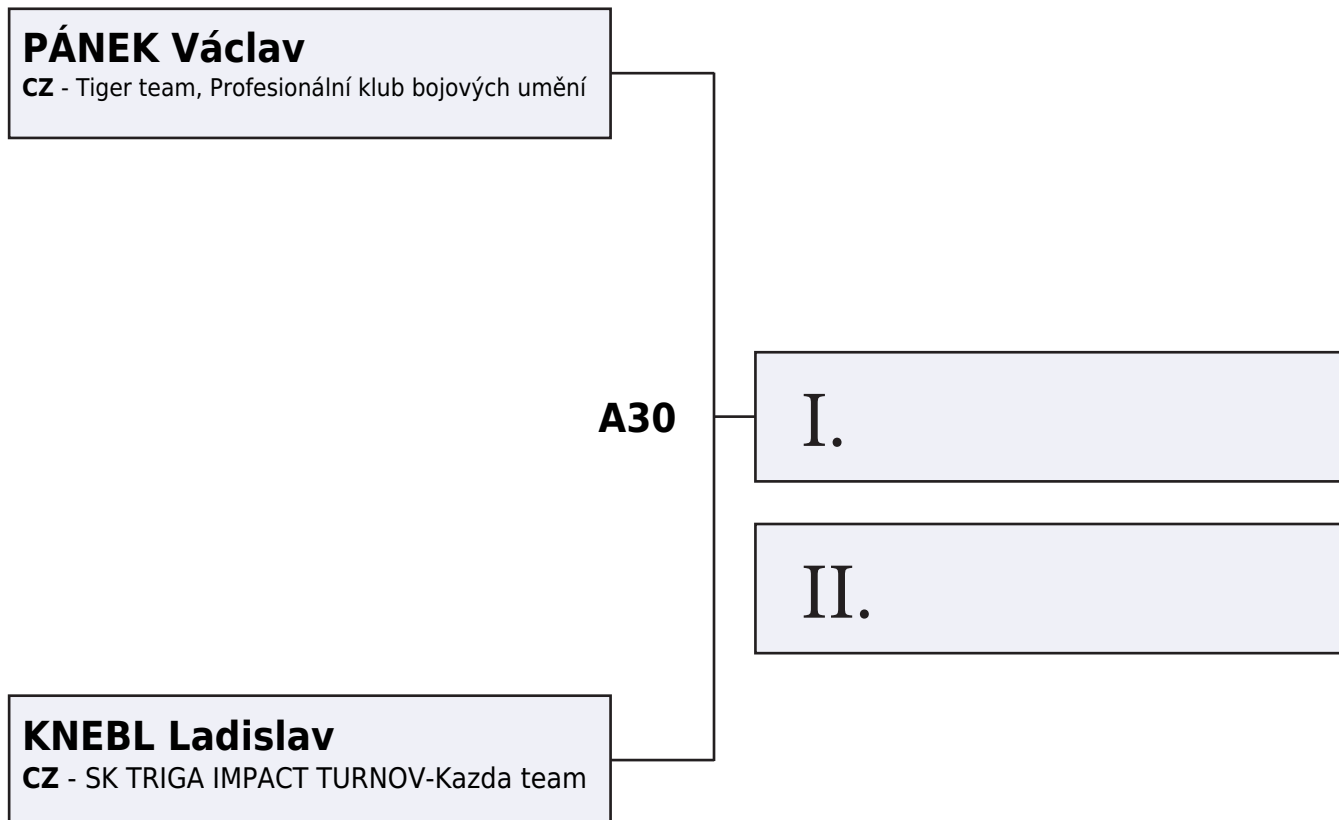 PÁNEK Václav
CZ - Tiger team, Profesionální klub bojových umění
A30
I.
II.
KNEBL Ladislav
CZ - SK TRIGA IMPACT TURNOV-Kazda team